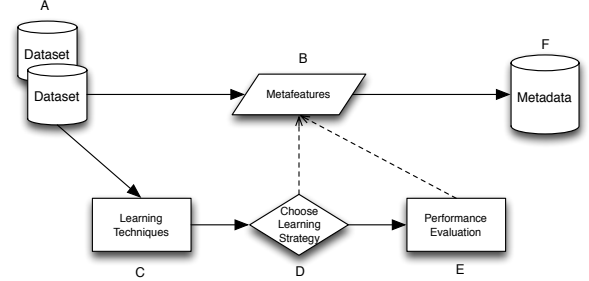 A
Dataset
Dataset
B
Metafeatures
F
Metadata
Learning
Techniques
C
Choose
Learning
Strategy
D
Performance
Evaluation
E